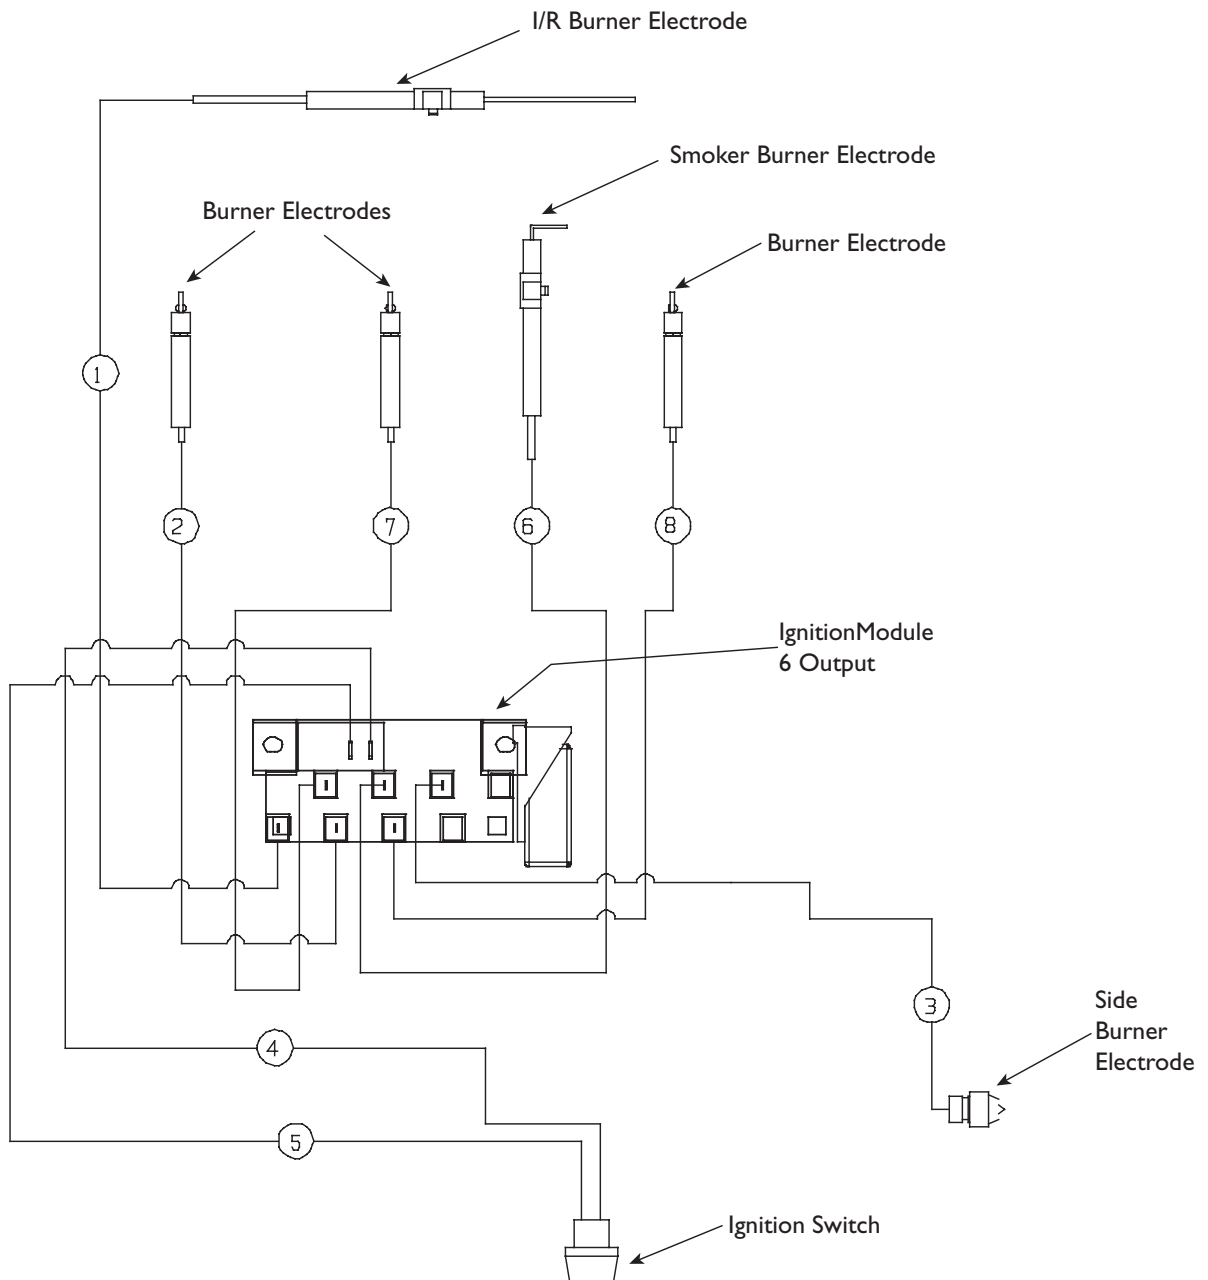 I/R Burner Electrode
Smoker Burner Electrode
Burner Electrodes
Burner Electrode
1
2
7
6
8
IgnitionModule
6 Output
3
Side
Burner
Electrode
4
5
Ignition Switch